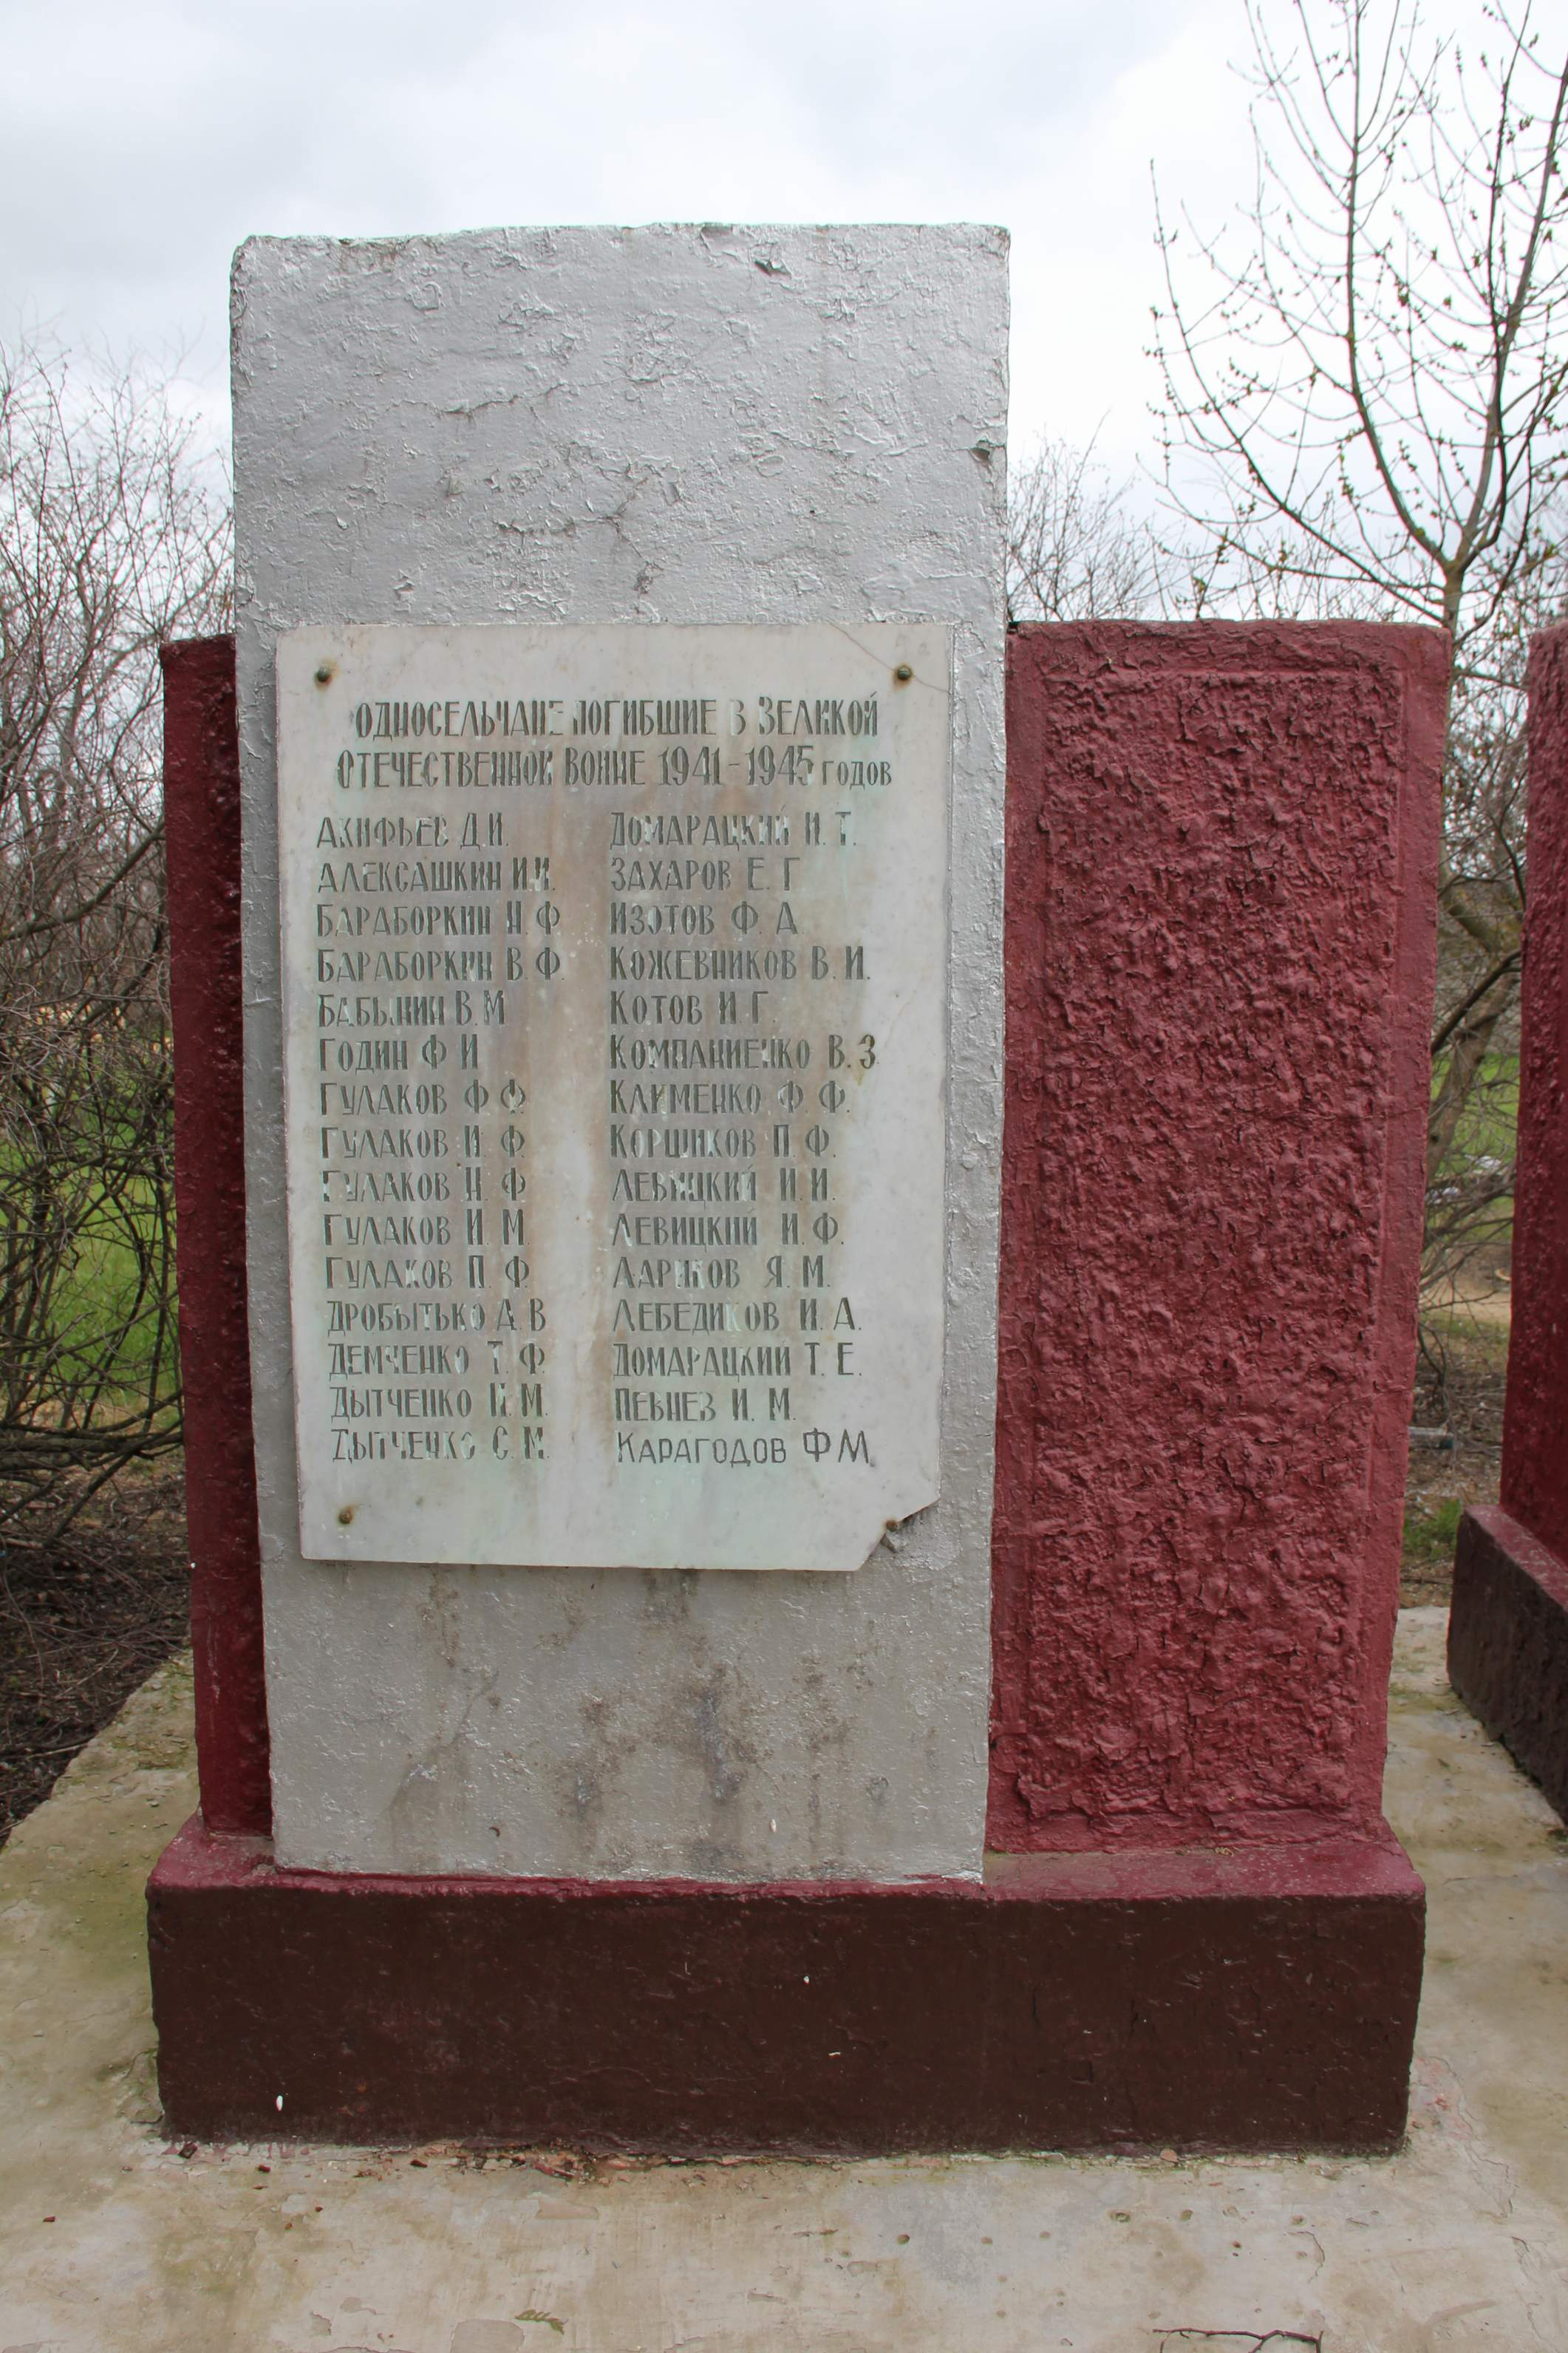 ОДНОСЕЛЬЧАНЕ ПОГИБШИЕ В ВЕЛИКОЙ
ОТЕЧЕСТВЕННОЙ ВОЙНЕ 1941-1945 ГОДОВ
АКИФЬЕВ Д.И.
АЛЕКСАШКИН И.И.
БАРАБОРКИН Н.Ф.
БАРАБОРКИН В.Ф.
БАБЫНИН В.М
ГОДИН Ф И
ГУЛАКОВ Ф Ф
ГУЛАКОВ И. Ф.
ГУЛАКОВ Н. Ф.
ГУЛАКОВ И. М.
ГУЛАКОВ П. Ф.
ДРОБЫТЬКО А. В
ДЕМЧЕНКО Т. Ф.
ДЫТЧЕНКО И. М.
ДЫТЧЕНКО С. М.
ДОМАРАЦКИЙ И. Т.
ЗАХАРОВ Е. Г
ИЗОТОВ Ф. А
КОЖЕВНИКОВ В. И.
КОТОВ И Г.
КОМПАНИЕНКО В.З
КЛИМЕНКО Ф. Ф.
КОРШИКОВ П. Ф.
ЛЕВИЦКИЙ И. И.
ЛЕВИЦКИЙ И. Ф.
ЛАРИКОВ Я. М.
ЛЕБЕДИКОВ И. А.
ДОМАРАЦКИЙ Т. Е.
ПЕВНЕВ И. М.
КАРАГОДОВ Ф М.